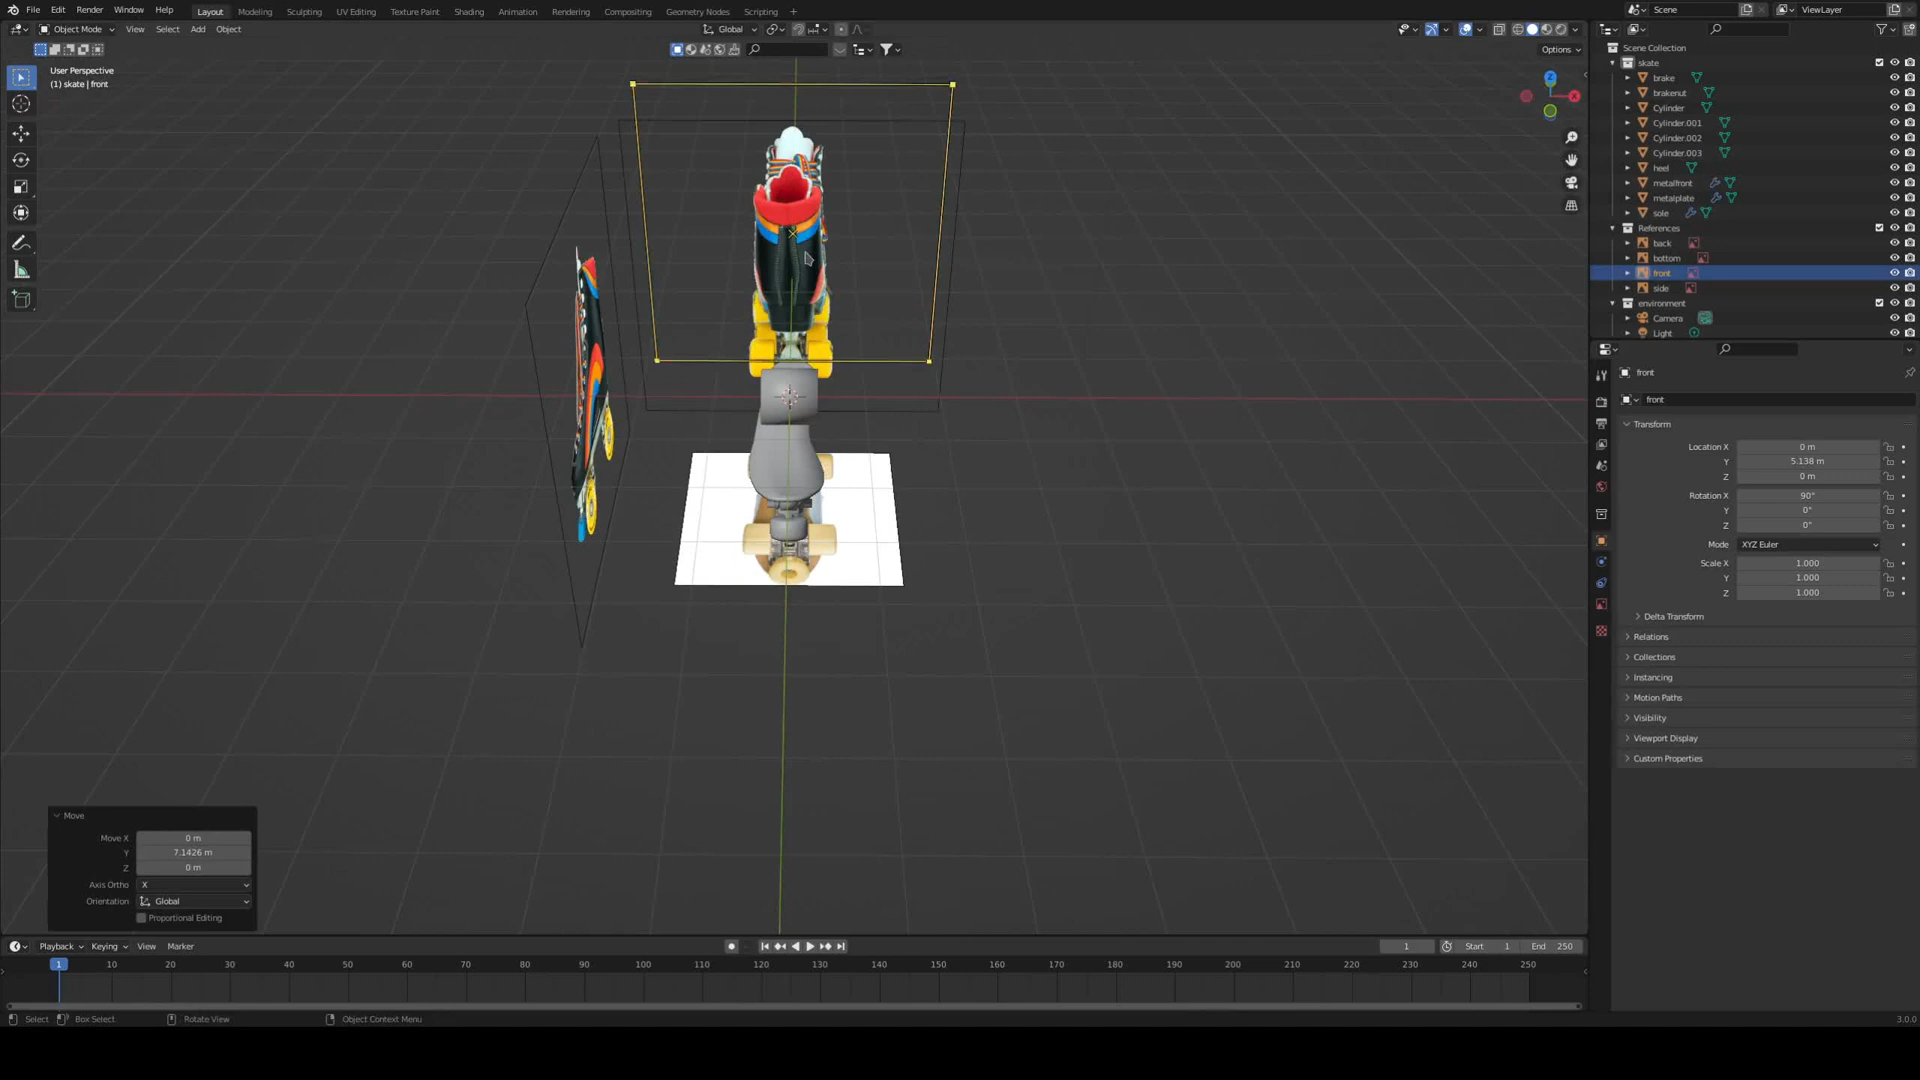 File Edit Render Window Help Layout Modeling Sculpting UV Editing Texture Paint Shading Animation Rendering Compositing Geometry Nodes Scripting + Scene ViewLayer
Object Mode View Select Add Object Global
Options
User Perspective
(1) skate | front
Z
X
Scene Collection
skate
brake
brakenut
Cylinder
Cylinder.001
Cylinder.002
Cylinder.003
heel
metalfront
metalplate
sole
References
back
bottom
front
side
environment
Camera
Light
front
front
Transform
Location X 0 m
Y 5.138 m
Z 0 m
Rotation X 90°
Y 0°
Z 0°
Mode XYZ Euler
Scale X 1.000
Y 1.000
Z 1.000
Delta Transform
Relations
Collections
Instancing
Motion Paths
Visibility
Viewport Display
Custom Properties
Move
Move X 0 m
Y 7.1426 m
Z 0 m
Axis Ortho X
Orientation Global
Proportional Editing
Playback Keying View Marker 1 Start 1 End 250
1 10 20 30 40 50 60 70 80 90 100 110 120 130 140 150 160 170 180 190 200 210 220 230 240 250
Select Box Select Rotate View Object Context Menu 3.0.0